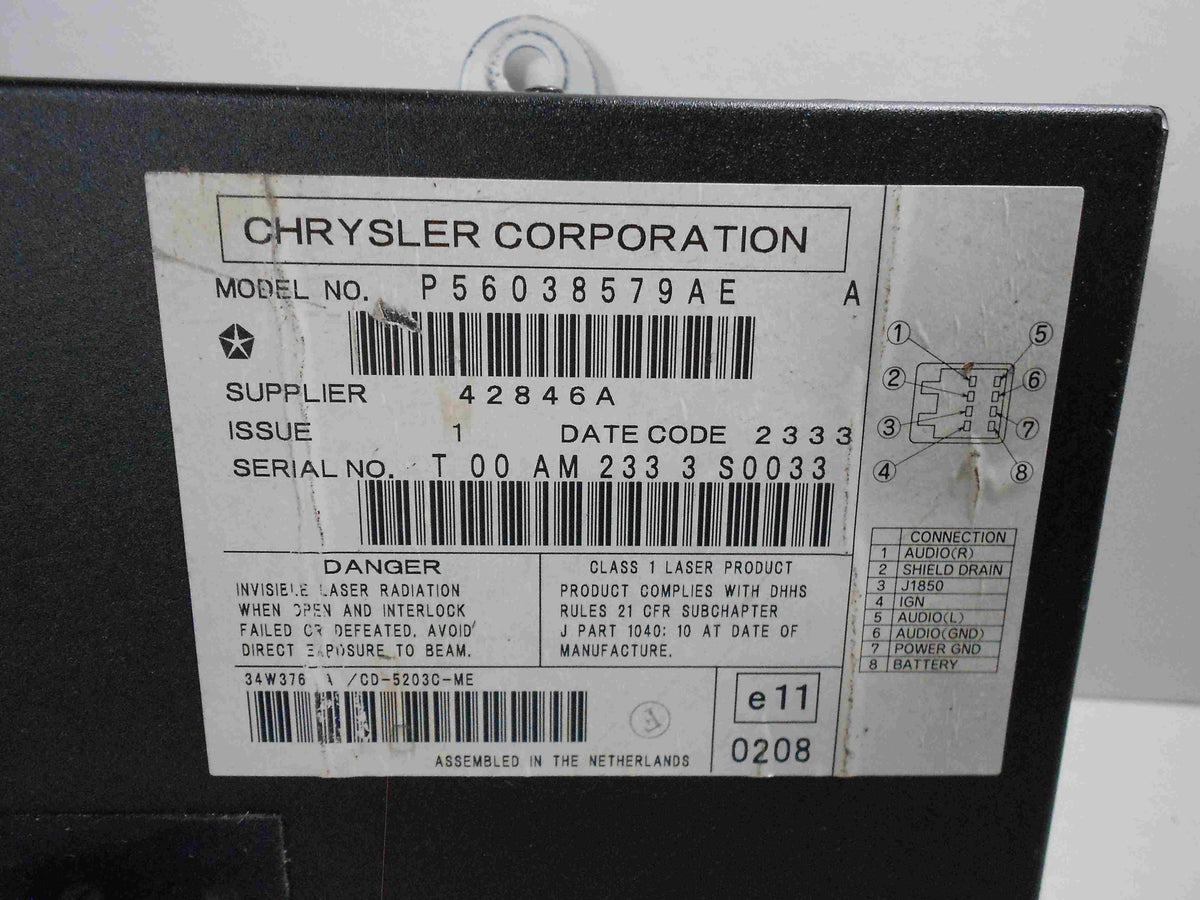 CHRYSLER CORPORATION
MODEL NO. P56038579AE A
SUPPLIER 42846A
ISSUE 1 DATE CODE 2333
SERIAL NO. T 00 AM 233 3 S0033
DANGER
INVISIBLE LASER RADIATION
WHEN OPEN AND INTERLOCK
FAILED OR DEFEATED. AVOID
DIRECT EXPOSURE TO BEAM.
CLASS 1 LASER PRODUCT
PRODUCT COMPLIES WITH DHHS
RULES 21 CFR SUBCHAPTER
J PART 1040: 10 AT DATE OF
MANUFACTURE.
34W376 A /CD-5203C-ME
E
ASSEMBLED IN THE NETHERLANDS
e11
0208
1 5
2 6
3 7
4 8
CONNECTION
1 AUDIO(R)
2 SHIELD DRAIN
3 J1850
4 IGN
5 AUDIO(L)
6 AUDIO(GND)
7 POWER GND
8 BATTERY